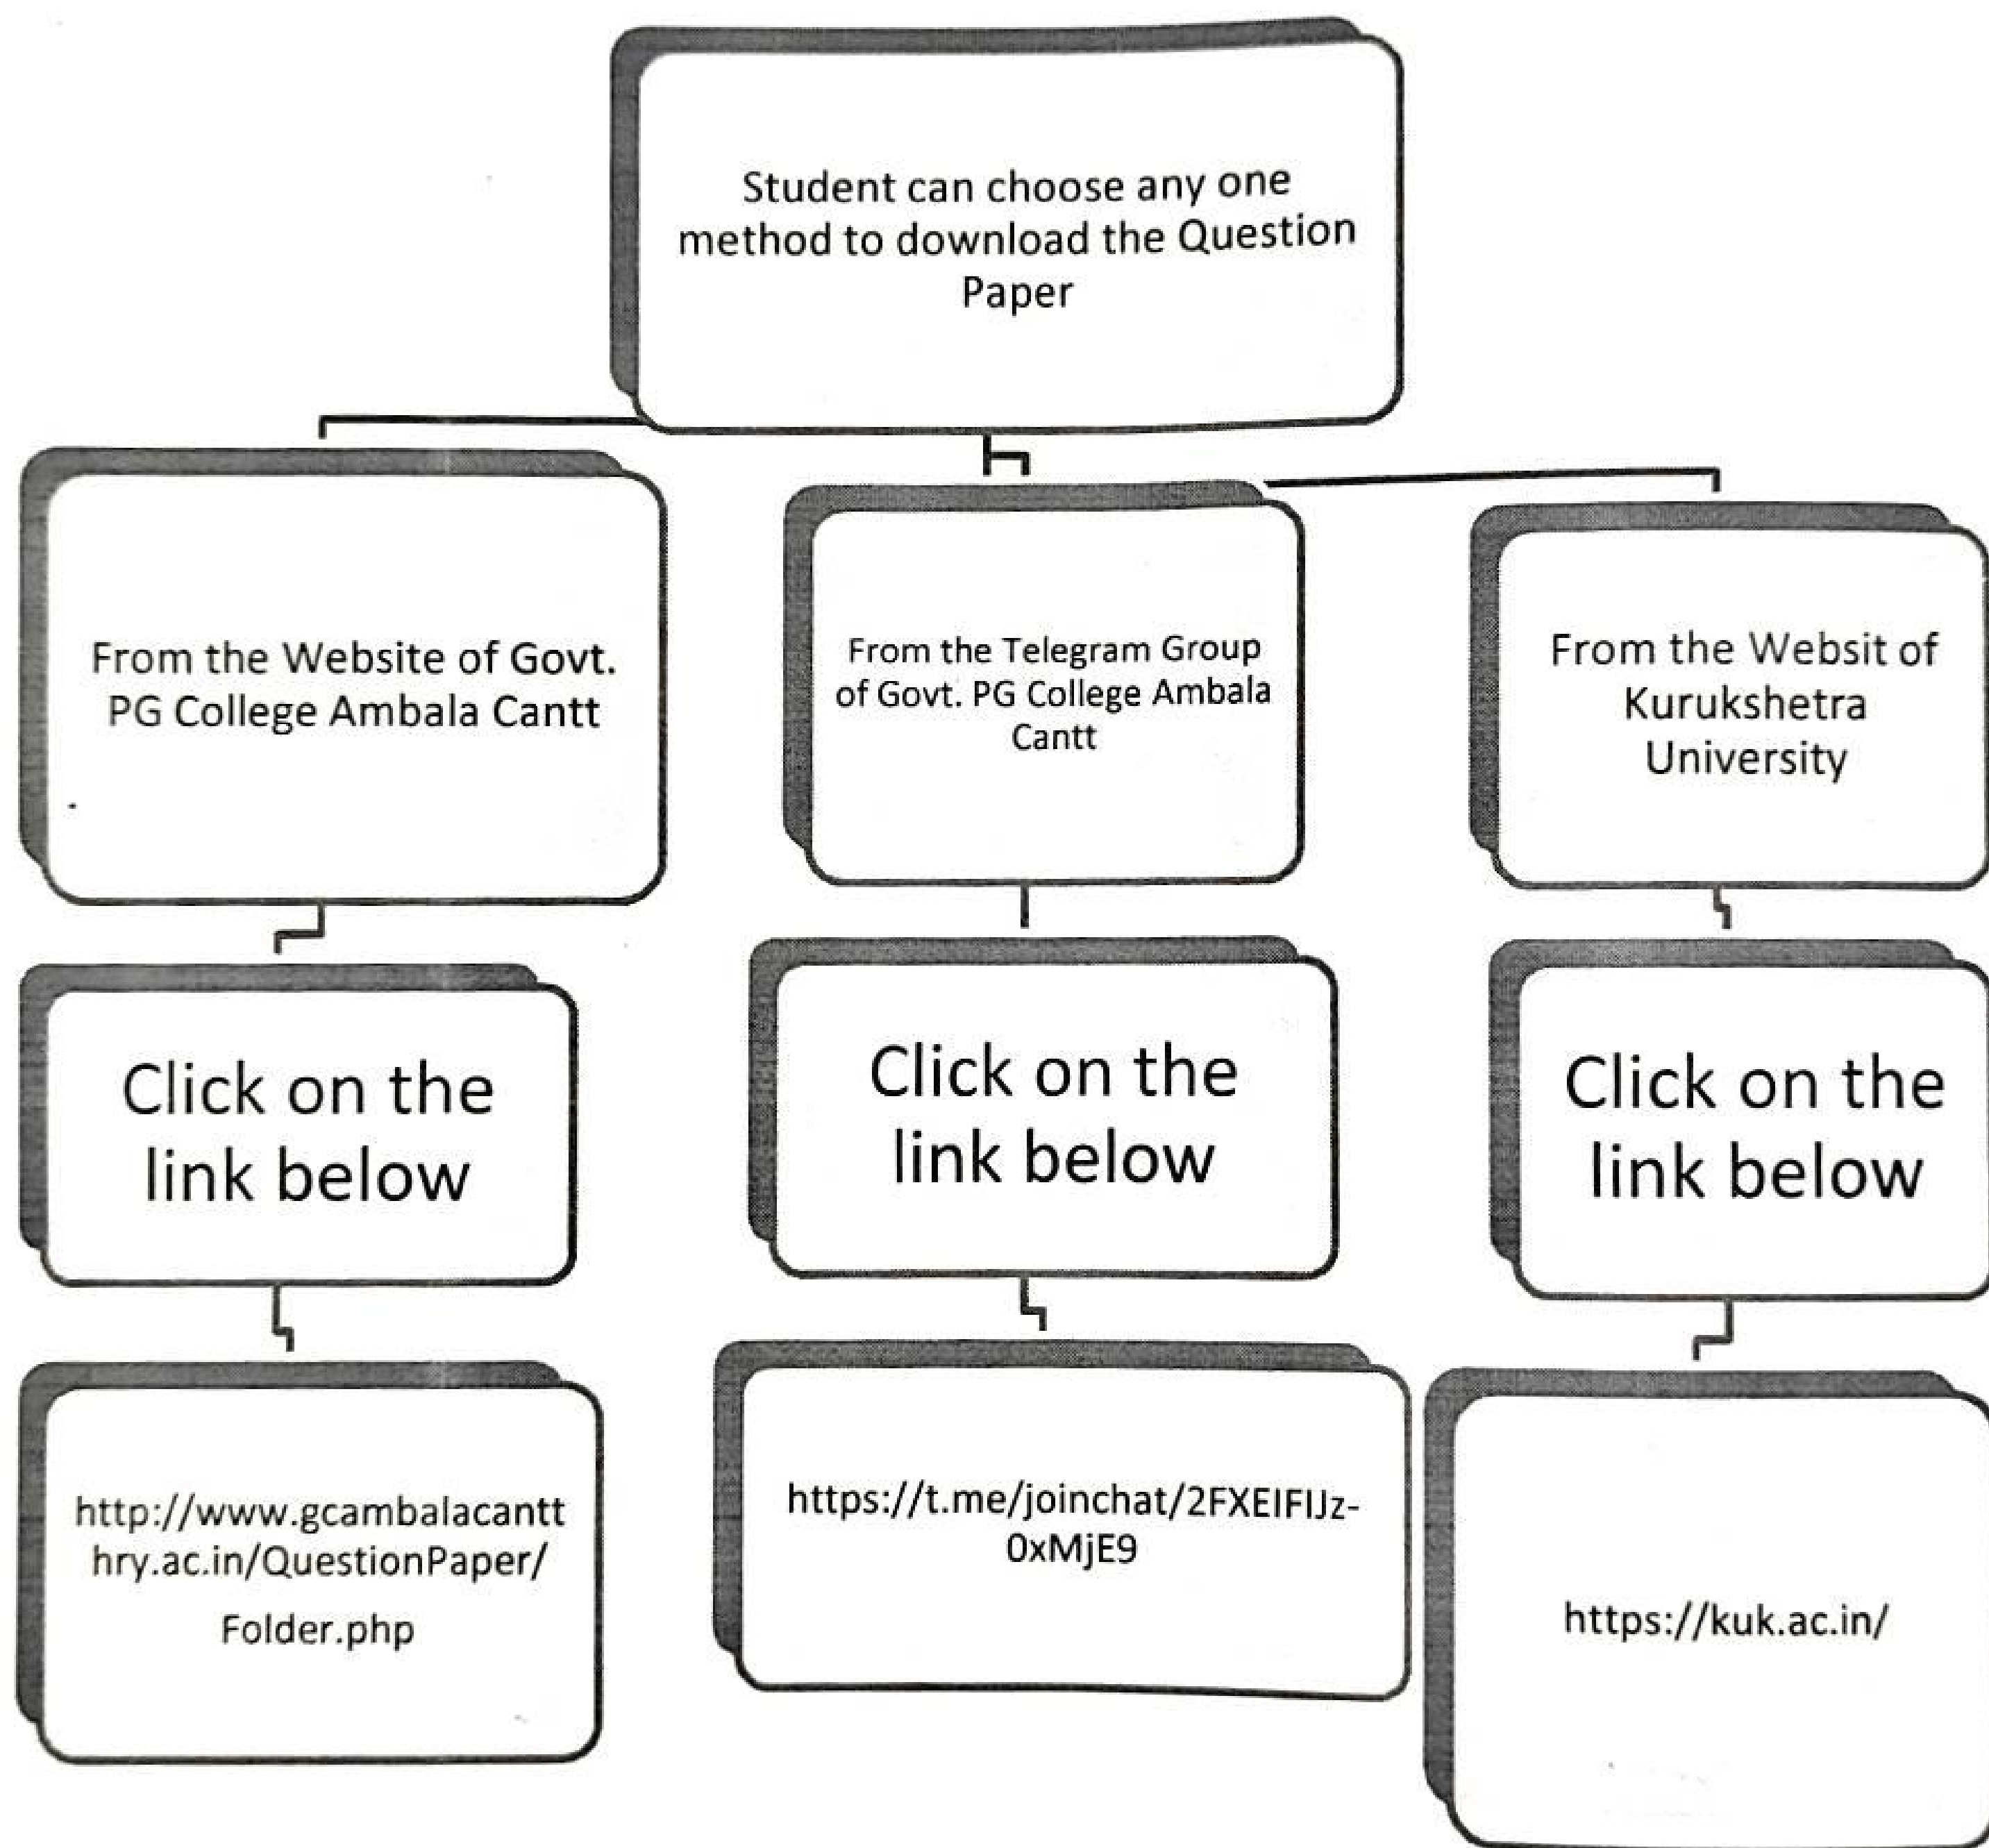 Student can choose any one
method to download the Question
Paper
From the Website of Govt.
PG College Ambala Cantt
From the Telegram Group
of Govt. PG College Ambala
Cantt
From the Websit of
Kurukshetra
University
Click on the
link below
Click on the
link below
Click on the
link below
http://www.gcambalacantt
hry.ac.in/QuestionPaper/
Folder.php
https://t.me/joinchat/2FXEIFIJz-
0xMjE9
https://kuk.ac.in/